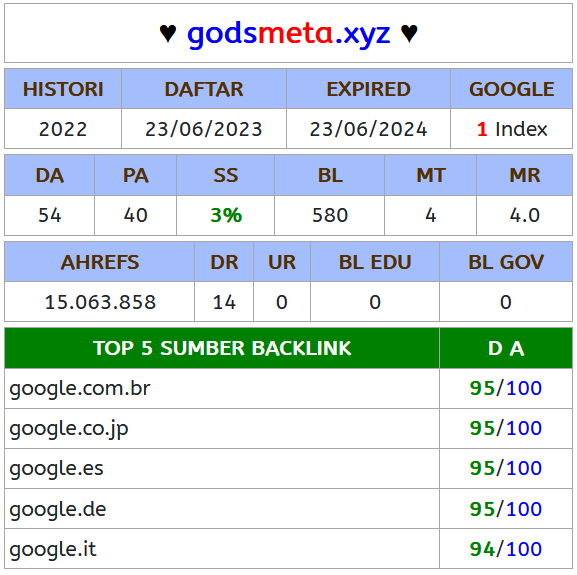 ♥ godsmeta.xyz ♥
HISTORI DAFTAR EXPIRED GOOGLE
2022 23/06/2023 23/06/2024 1 Index
DA PA SS BL MT MR
54 40 3% 580 4 4.0
AHREFS DR UR BL EDU BL GOV
15.063.858 14 0 0 0
TOP 5 SUMBER BACKLINK D A
google.com.br 95/100
google.co.jp 95/100
google.es 95/100
google.de 95/100
google.it 94/100